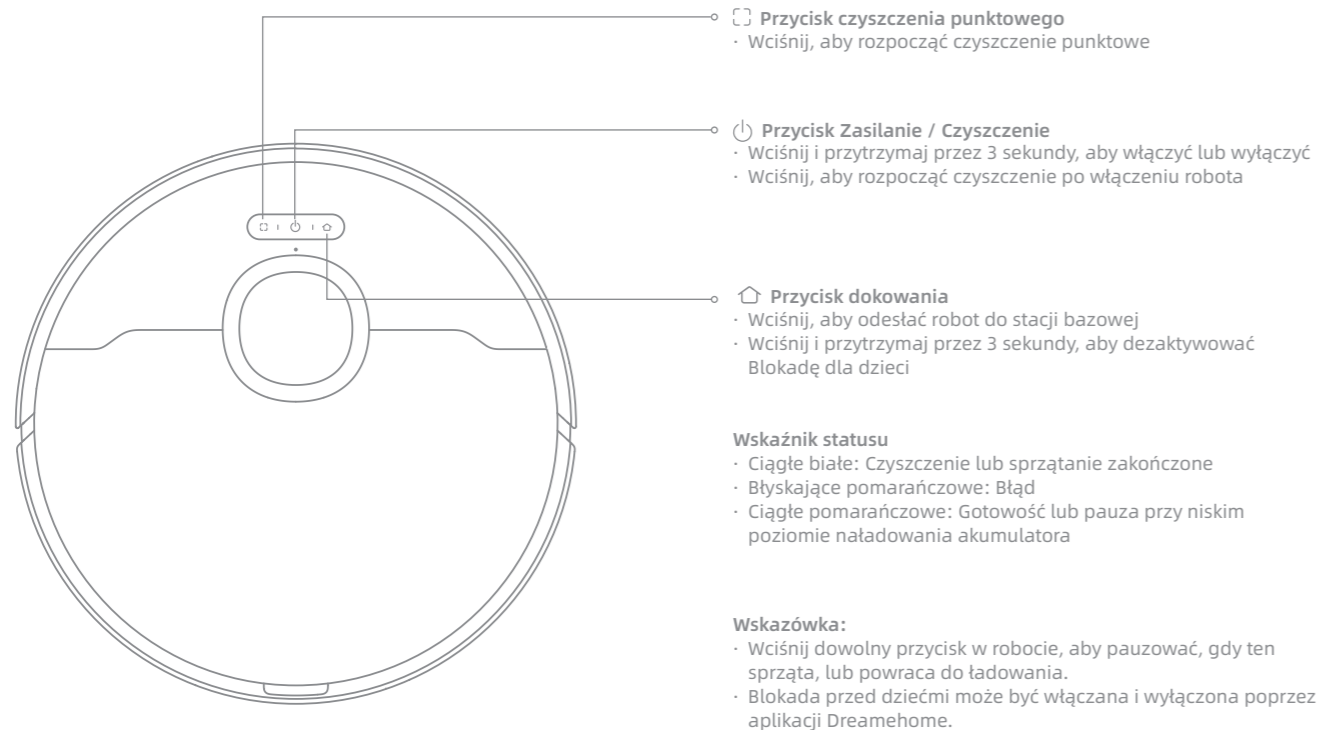 Przycisk czyszczenia punktowego
· Wciśnij, aby rozpocząć czyszczenie punktowe
Przycisk Zasilanie / Czyszczenie
· Wciśnij i przytrzymaj przez 3 sekundy, aby włączyć lub wyłączyć
· Wciśnij, aby rozpocząć czyszczenie po włączeniu robota
Przycisk dokowania
· Wciśnij, aby odesłać robot do stacji bazowej
· Wciśnij i przytrzymaj przez 3 sekundy, aby dezaktywować
Blokadę dla dzieci
Wskaźnik statusu
· Ciągłe białe: Czyszczenie lub sprzątanie zakończone
· Błyskające pomarańczowe: Błąd
· Ciągłe pomarańczowe: Gotowość lub pauza przy niskim
poziomie naładowania akumulatora
Wskazówka:
· Wciśnij dowolny przycisk w robocie, aby pauzować, gdy ten
sprząta, lub powraca do ładowania.
· Blokada przed dziećmi może być włączana i wyłączona poprzez
aplikacji Dreamehome.